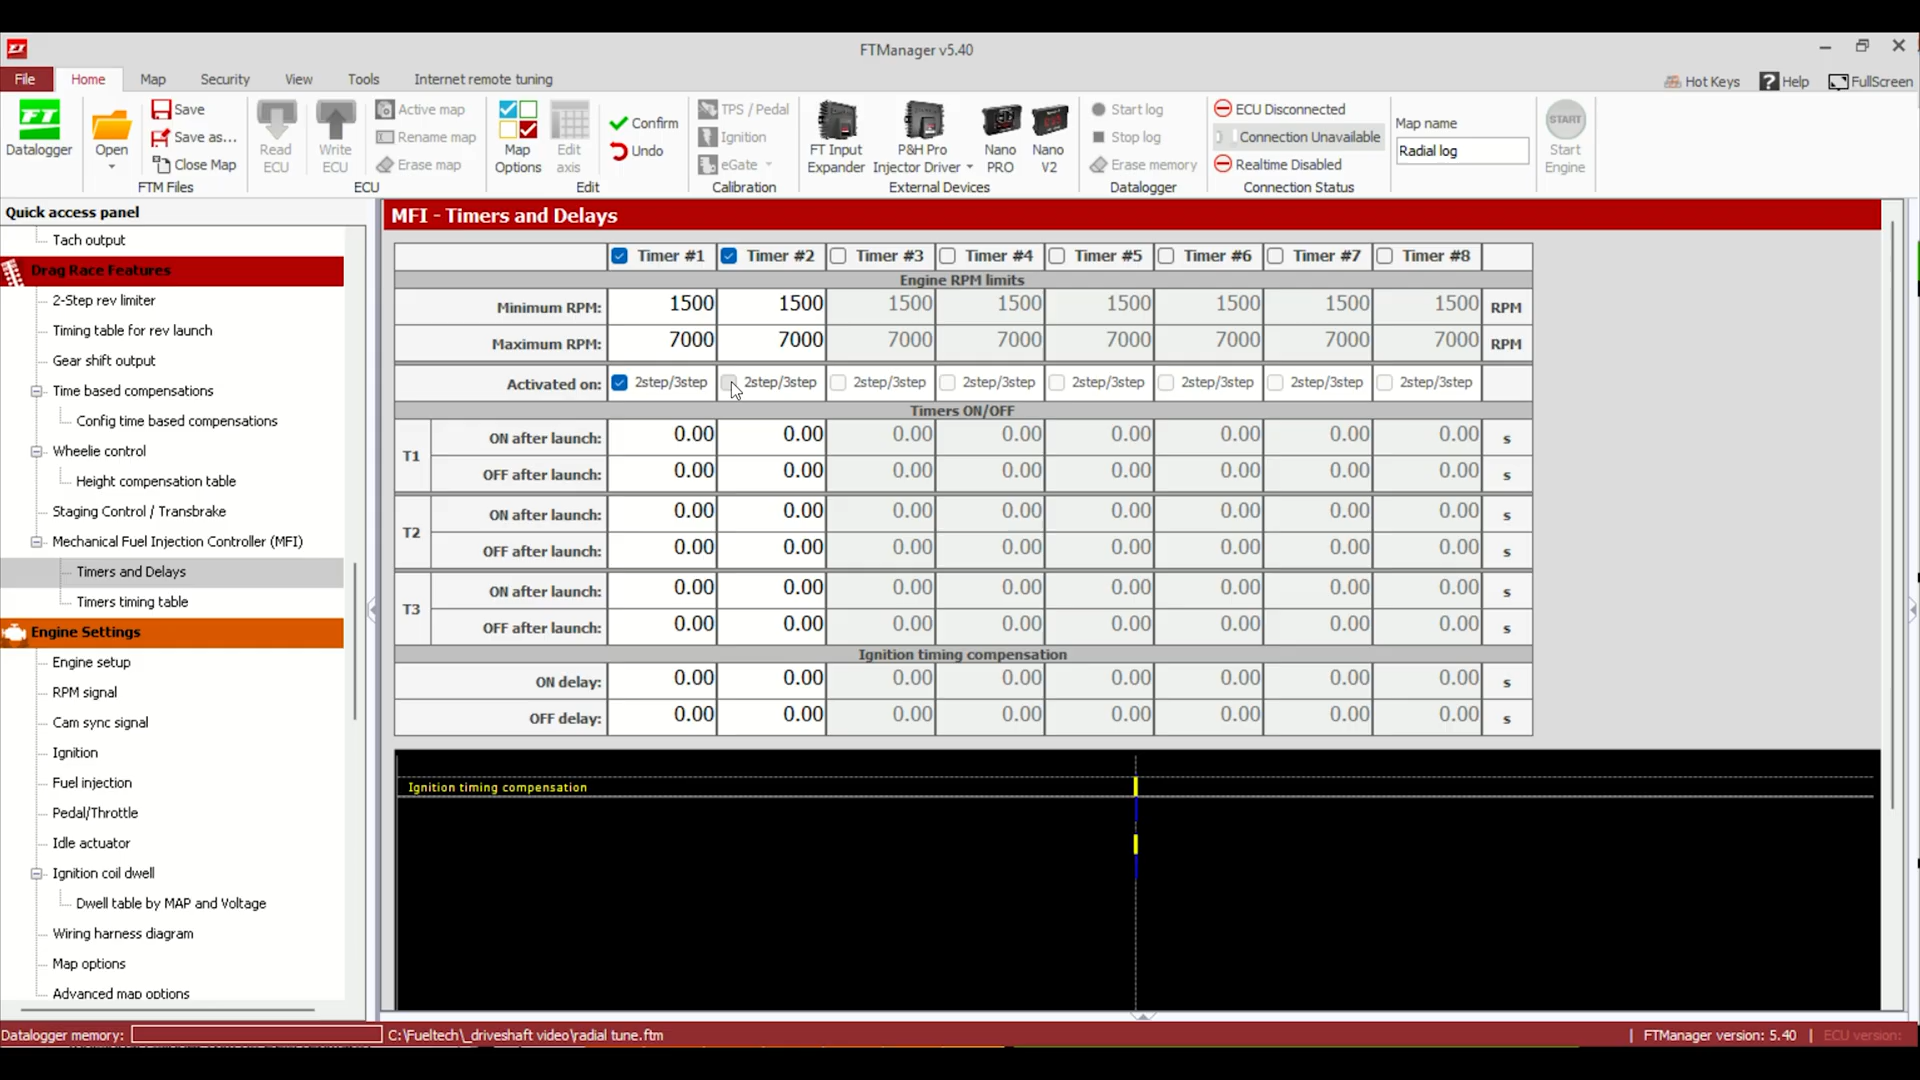 FTManager v5.40
File Home Map Security View Tools Internet remote tuning Hot Keys Help FullScreen
FT Datalogger
Open
Save
Save as...
Close Map
FTM Files
Read ECU
Write ECU
Active map
Rename map
Erase map
ECU
Map Options
Edit axis
Confirm
Undo
Edit
TPS / Pedal
Ignition
eGate
Calibration
FT Input Expander
P&H Pro Injector Driver
Nano PRO
Nano V2
External Devices
Start log
Stop log
Erase memory
Datalogger
ECU Disconnected
Connection Unavailable
Realtime Disabled
Connection Status
Map name
Radial log
START
Start Engine
Quick access panel
Tach output
Drag Race Features
2-Step rev limiter
Timing table for rev launch
Gear shift output
Time based compensations
Config time based compensations
Wheelie control
Height compensation table
Staging Control / Transbrake
Mechanical Fuel Injection Controller (MFI)
Timers and Delays
Timers timing table
Engine Settings
Engine setup
RPM signal
Cam sync signal
Ignition
Fuel injection
Pedal/Throttle
Idle actuator
Ignition coil dwell
Dwell table by MAP and Voltage
Wiring harness diagram
Map options
Advanced map options
MFI - Timers and Delays
Timer #1 Timer #2 Timer #3 Timer #4 Timer #5 Timer #6 Timer #7 Timer #8
Engine RPM limits
Minimum RPM: 1500 1500 1500 1500 1500 1500 1500 1500 RPM
Maximum RPM: 7000 7000 7000 7000 7000 7000 7000 7000 RPM
Activated on: 2step/3step 2step/3step 2step/3step 2step/3step 2step/3step 2step/3step 2step/3step 2step/3step
Timers ON/OFF
T1
ON after launch: 0.00 0.00 0.00 0.00 0.00 0.00 0.00 0.00 s
OFF after launch: 0.00 0.00 0.00 0.00 0.00 0.00 0.00 0.00 s
T2
ON after launch: 0.00 0.00 0.00 0.00 0.00 0.00 0.00 0.00 s
OFF after launch: 0.00 0.00 0.00 0.00 0.00 0.00 0.00 0.00 s
T3
ON after launch: 0.00 0.00 0.00 0.00 0.00 0.00 0.00 0.00 s
OFF after launch: 0.00 0.00 0.00 0.00 0.00 0.00 0.00 0.00 s
Ignition timing compensation
ON delay: 0.00 0.00 0.00 0.00 0.00 0.00 0.00 0.00 s
OFF delay: 0.00 0.00 0.00 0.00 0.00 0.00 0.00 0.00 s
Ignition timing compensation
Datalogger memory: C:\Fueltech\_driveshaft video\radial tune.ftm | FTManager version: 5.40 | ECU version: